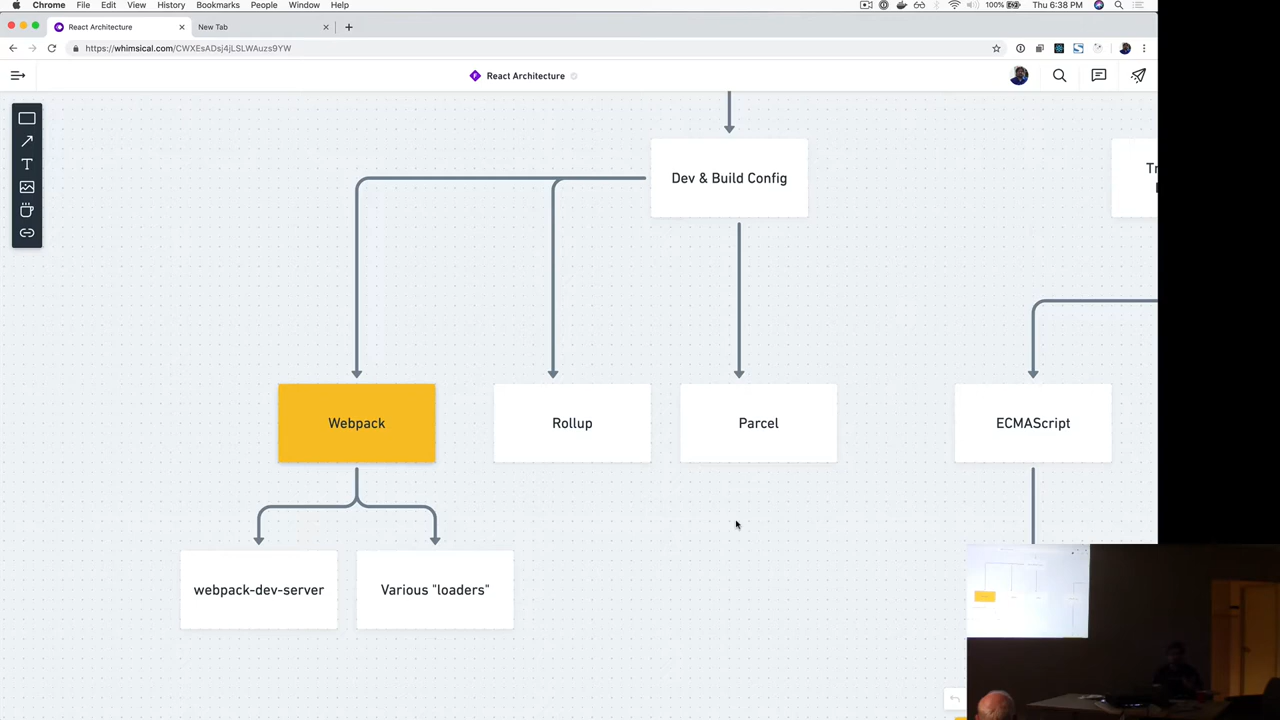 Chrome File Edit View History Bookmarks People Window Help
100% Thu 6:38 PM
React Architecture
New Tab
https://whimsical.com/CWXEsADsj4jLSLWAuzs9YW
React Architecture
Dev & Build Config
Tr
Webpack
Rollup
Parcel
ECMAScript
webpack-dev-server
Various "loaders"